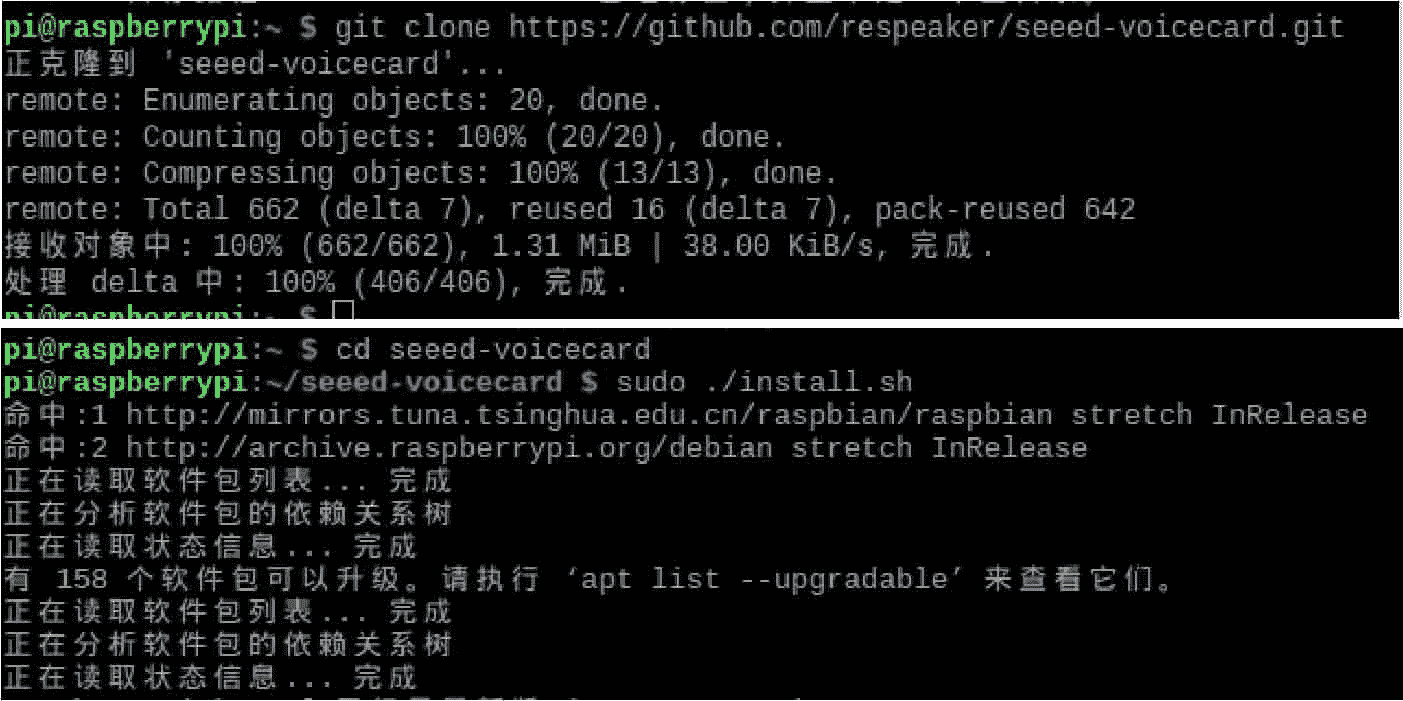 pi@raspberrypi:~ $ git clone https://github.com/respeaker/seeed-voicecard.git
正克隆到 'seeed-voicecard'...
remote: Enumerating objects: 20, done.
remote: Counting objects: 100% (20/20), done.
remote: Compressing objects: 100% (13/13), done.
remote: Total 662 (delta 7), reused 16 (delta 7), pack-reused 642
接收对象中: 100% (662/662), 1.31 MiB | 38.00 KiB/s, 完成.
处理 delta 中: 100% (406/406), 完成.
pi@raspberrypi:~ $
pi@raspberrypi:~ $ cd seeed-voicecard
pi@raspberrypi:~/seeed-voicecard $ sudo ./install.sh
命中:1 http://mirrors.tuna.tsinghua.edu.cn/raspbian/raspbian stretch InRelease
命中:2 http://archive.raspberrypi.org/debian stretch InRelease
正在读取软件包列表... 完成
正在分析软件包的依赖关系树
正在读取状态信息... 完成
有 158 个软件包可以升级。请执行 ‘apt list --upgradable’ 来查看它们。
正在读取软件包列表... 完成
正在分析软件包的依赖关系树
正在读取状态信息... 完成